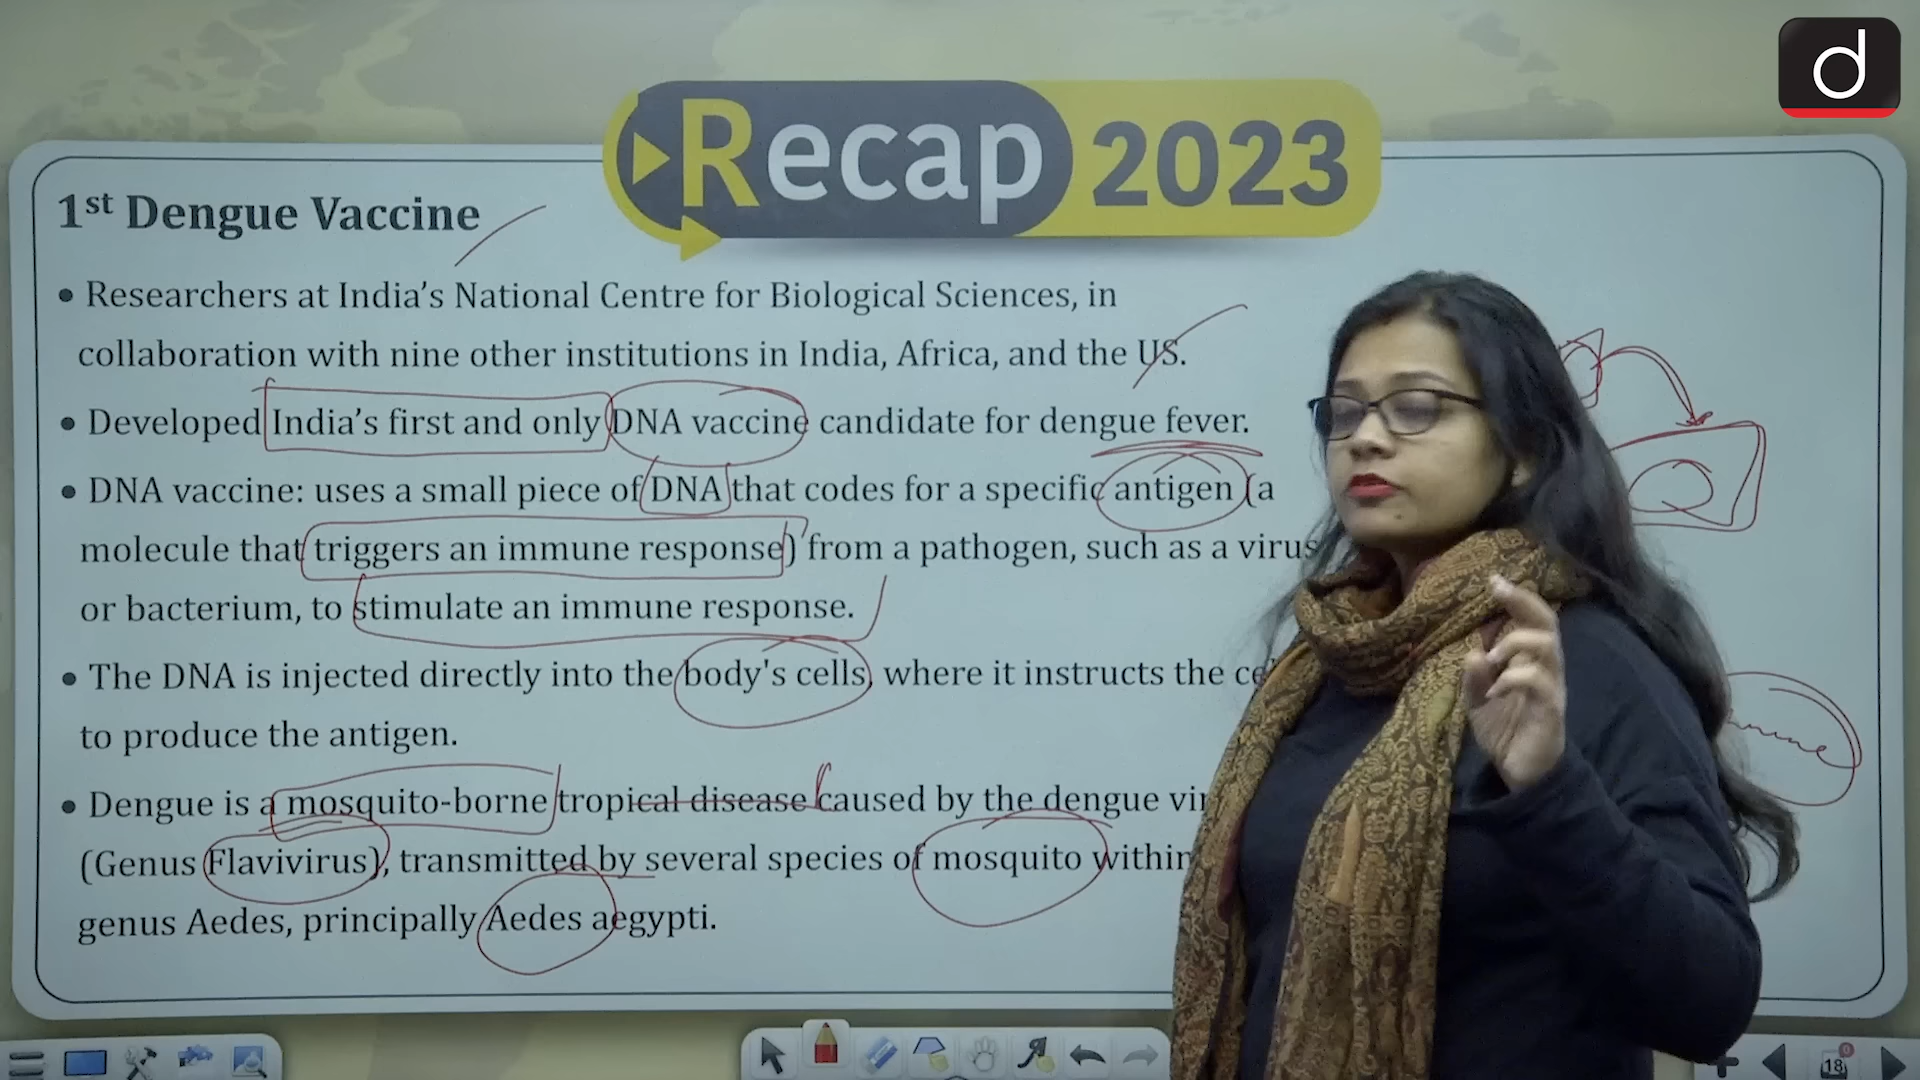 d
Recap 2023
1st Dengue Vaccine
• Researchers at India's National Centre for Biological Sciences, in
collaboration with nine other institutions in India, Africa, and the US.
• Developed India's first and only DNA vaccine candidate for dengue fever.
• DNA vaccine: uses a small piece of DNA that codes for a specific antigen (a
molecule that triggers an immune response) from a pathogen, such as a virus
or bacterium, to stimulate an immune response.
• The DNA is injected directly into the body's cells, where it instructs the
to produce the antigen.
• Dengue is a mosquito-borne tropical disease caused by the dengue
(Genus Flavivirus), transmitted by several species of mosquito within
genus Aedes, principally Aedes aegypti.
18